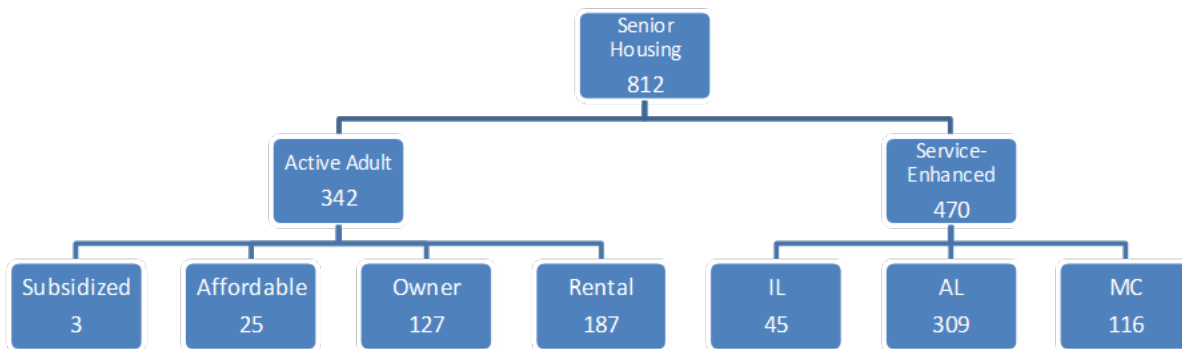 Senior
Housing
812
Active Adult
342
Service-
Enhanced
470
Subsidized
3
Affordable
25
Owner
127
Rental
187
IL
45
AL
309
MC
116